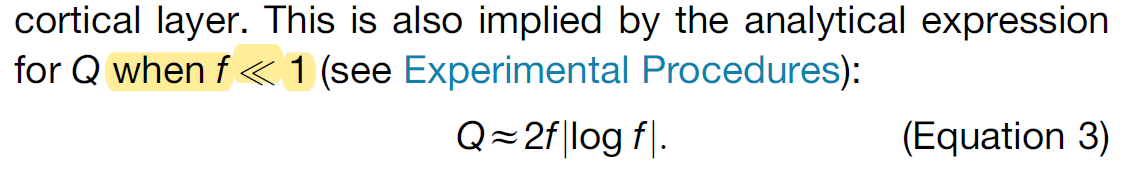 cortical layer. This is also implied by the analytical expression
for Q when f ≪ 1 (see Experimental Procedures):
Q≈2f|log f|. (Equation 3)